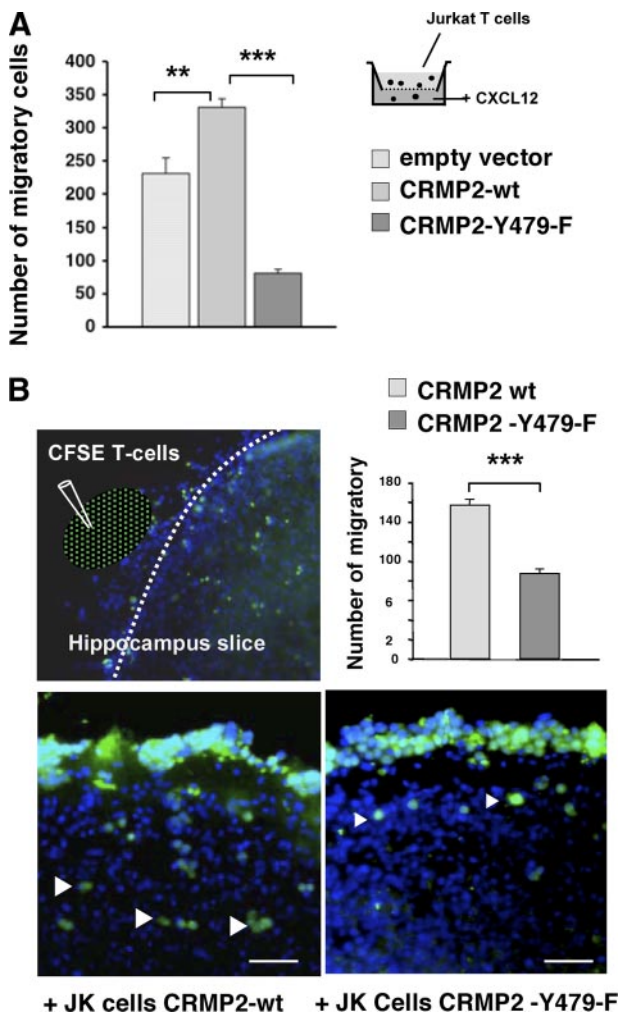 A
Number of migratory cells
400
350
300
250
200
150
100
50
0
**
***
Jurkat T cells
+ CXCL12
empty vector
CRMP2-wt
CRMP2-Y479-F
B
CFSE T-cells
Hippocampus slice
CRMP2 wt
CRMP2 -Y479-F
Number of migratory
180
140
100
6
2
0
***
+ JK cells CRMP2-wt
+ JK Cells CRMP2 -Y479-F